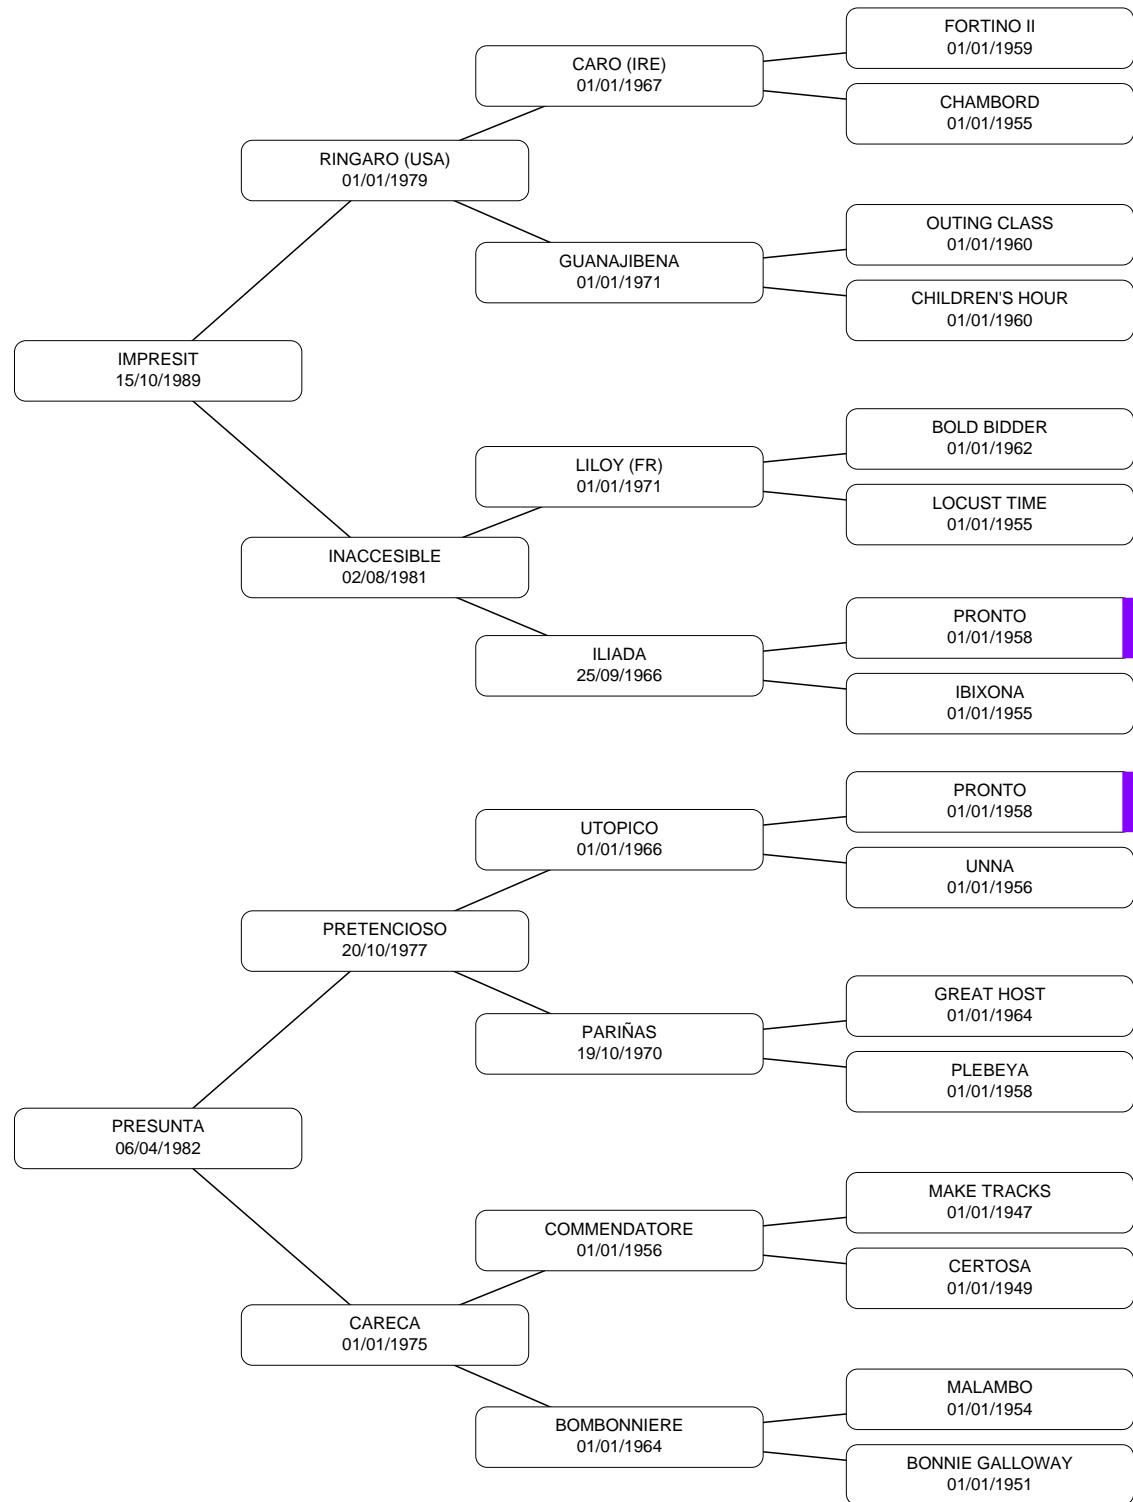 FORTINO II
01/01/1959
CARO (IRE)
01/01/1967
CHAMBORD
01/01/1955
RINGARO (USA)
01/01/1979
OUTING CLASS
01/01/1960
GUANAJIBENA
01/01/1971
CHILDREN'S HOUR
01/01/1960
IMPRESIT
15/10/1989
BOLD BIDDER
01/01/1962
LILOY (FR)
01/01/1971
LOCUST TIME
01/01/1955
INACCESIBLE
02/08/1981
PRONTO
01/01/1958
ILIADA
25/09/1966
IBIXONA
01/01/1955
PRONTO
01/01/1958
UTOPICO
01/01/1966
UNNA
01/01/1956
PRETENCIOSO
20/10/1977
GREAT HOST
01/01/1964
PARIÑAS
19/10/1970
PLEBEYA
01/01/1958
PRESUNTA
06/04/1982
MAKE TRACKS
01/01/1947
COMMENDATORE
01/01/1956
CERTOSA
01/01/1949
CARECA
01/01/1975
MALAMBO
01/01/1954
BOMBONNIERE
01/01/1964
BONNIE GALLOWAY
01/01/1951